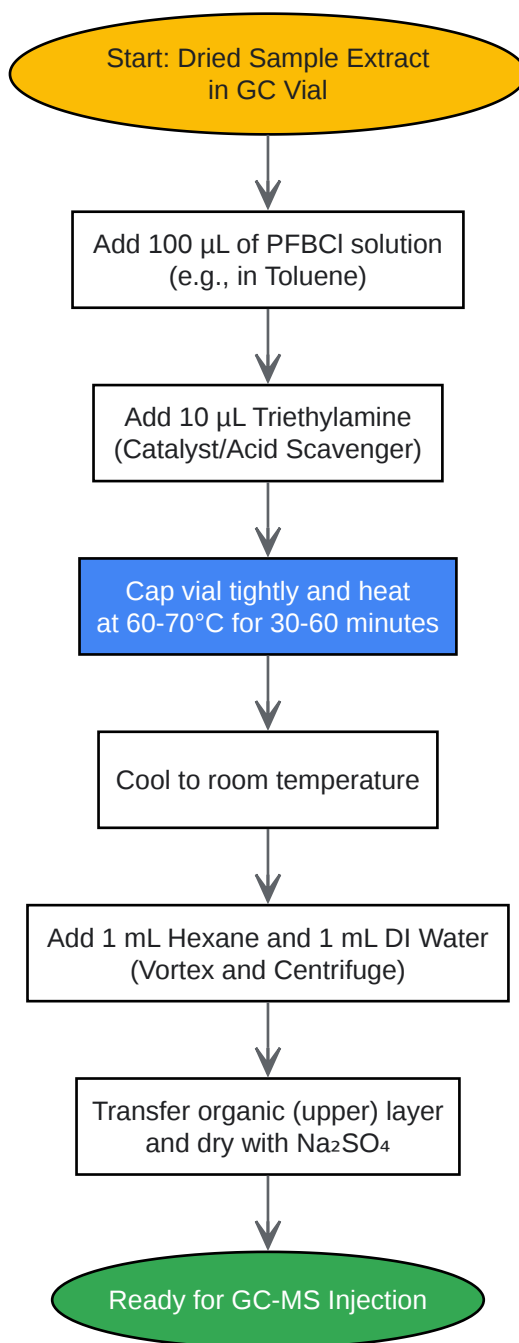 Start: Dried Sample Extract
in GC Vial
Add 100 µL of PFBCl solution
(e.g., in Toluene)
Add 10 µL Triethylamine
(Catalyst/Acid Scavenger)
Cap vial tightly and heat
at 60-70°C for 30-60 minutes
Cool to room temperature
Add 1 mL Hexane and 1 mL DI Water
(Vortex and Centrifuge)
Transfer organic (upper) layer
and dry with Na₂SO₄
Ready for GC-MS Injection